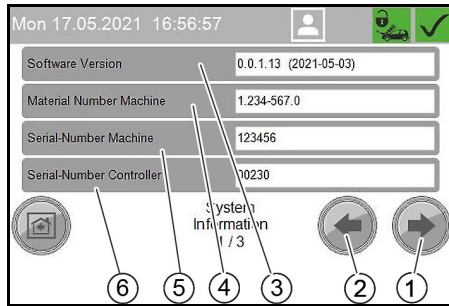 Mon 17.05.2021 16:56:57
Software Version 0.0.1.13 (2021-05-03)
Material Number Machine 1.234-567.0
Serial-Number Machine 123456
Serial-Number Controller 00230
System
Information
1 / 3
6 5 4 3 2 1